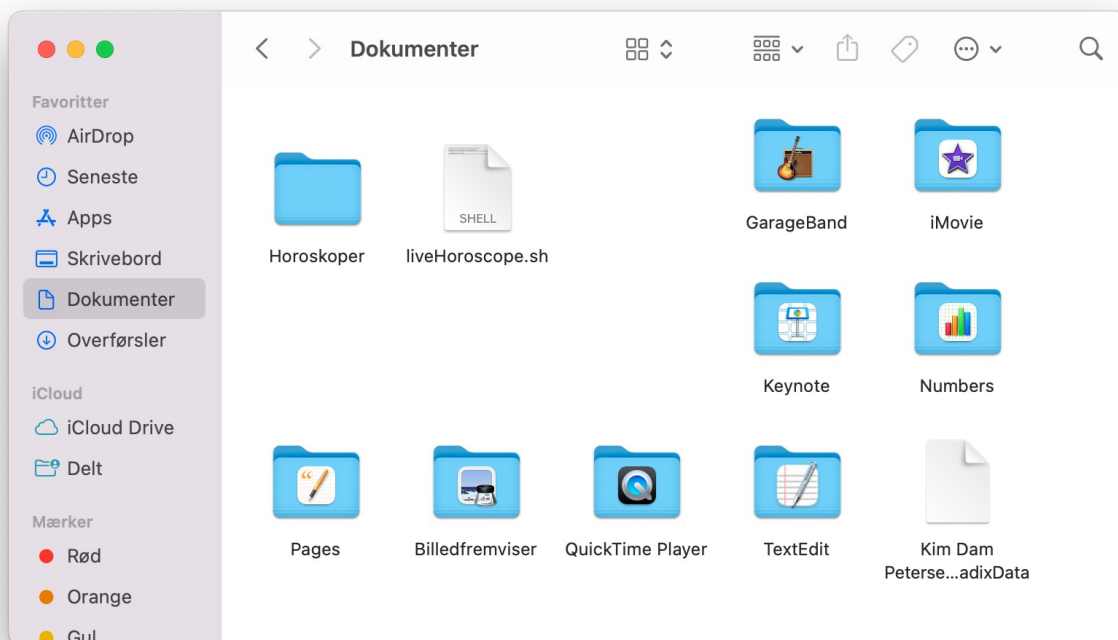 Dokumenter
Favoritter
AirDrop
Seneste
Apps
Skrivebord
Dokumenter
Overførsler
iCloud
iCloud Drive
Delt
Mærker
Rød
Orange
Gul
SHELL
Horoskoper
liveHoroscope.sh
GarageBand
iMovie
Keynote
Numbers
Pages
Billedfremviser
QuickTime Player
TextEdit
Kim Dam
Peterse...adixData